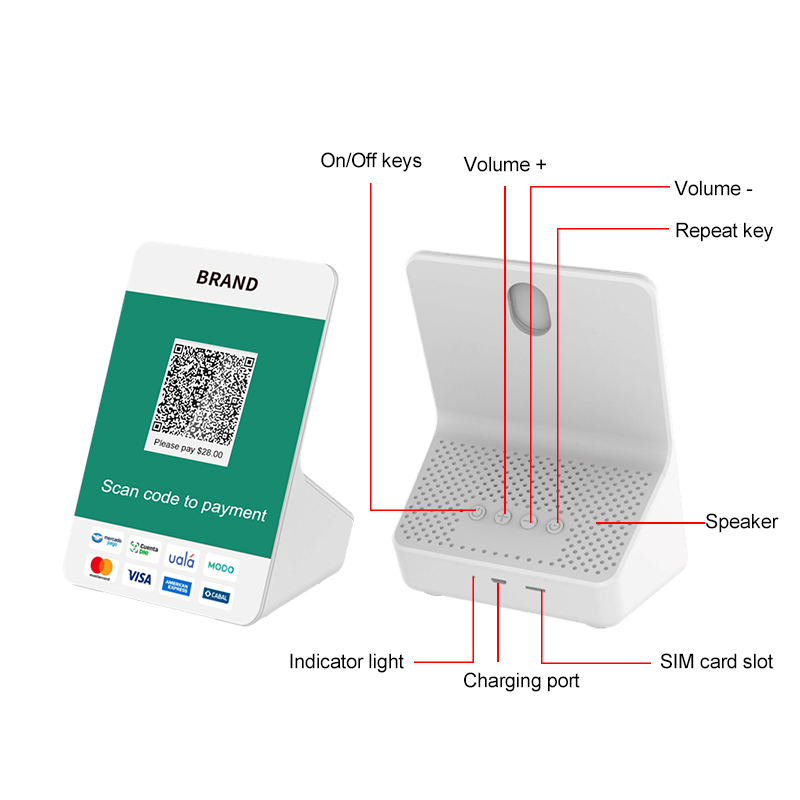 On/Off keys
Volume +
Volume -
Repeat key
BRAND
Please pay $28.00
Scan code to payment
mercado pago
Cuenta DNI
ualá
MODO
mastercard
VISA
AMERICAN EXPRESS
CABAL
Speaker
Indicator light
Charging port
SIM card slot